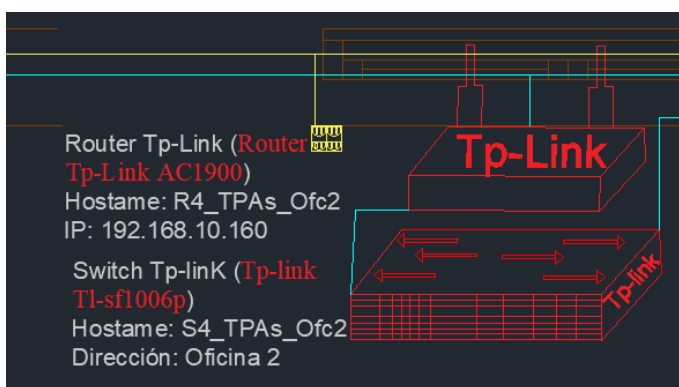 Router Tp-Link (Router
Tp-Link AC1900)
Hostame: R4_TPAs_Ofc2
IP: 192.168.10.160
Switch Tp-linK (Tp-link
Tl-sf1006p)
Hostame: S4_TPAs_Ofc2
Dirección: Oficina 2
Tp-Link
Tp-link